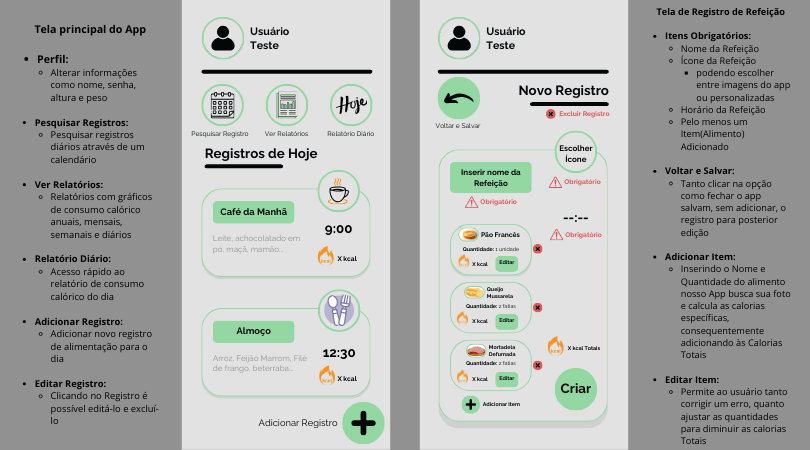 Tela principal do App
Perfil:
Alterar informações
como nome, senha,
altura e peso
Pesquisar Registros:
Pesquisar registros
diários através de um
calendário
Ver Relatórios:
Relatórios com gráficos
de consumo calórico
anuais, mensais,
semanais e diários
Relatório Diário:
Acesso rápido ao
relatório de consumo
calórico do dia
Adicionar Registro:
Adicionar novo registro
de alimentação para o
dia
Editar Registro:
Clicando no Registro é
possível editá-lo e excluí-
lo
Usuário
Teste
Hoje
Pesquisar Registro
Ver Relatórios
Relatório Diário
Registros de Hoje
Café da Manhã
9:00
Leite, achocolatado em
pó, maçã, mamão..
X kcal
Almoço
12:30
Arroz, Feijão Marrom, Filé
de frango, beterraba..
X kcal
Adicionar Registro
Usuário
Teste
Voltar e Salvar
Novo Registro
Excluir Registro
Escolher
Ícone
Obrigatório
Inserir nome da
Refeição
Obrigatório
--:--
Obrigatório
Pão Francês
Quantidade: 1 unidade
X kcal
Editar
Queijo
Mussarela
Quantidade: 2 fatias
X kcal
Editar
Mortadela
Defumada
Quantidade: 2 fatias
X kcal
Editar
Adicionar Item
X kcal Totais
Criar
Tela de Registro de Refeição
Itens Obrigatórios:
Nome da Refeição
Ícone da Refeição
podendo escolher
entre imagens do app
ou personalizadas
Horário da Refeição
Pelo menos um
Item(Alimento)
Adicionado
Voltar e Salvar:
Tanto clicar na opção
como fechar o app
salvam, sem adicionar, o
registro para posterior
edição
Adicionar Item:
Inserindo o Nome e
Quantidade do alimento
nosso App busca sua foto
e calcula as calorias
específicas,
consequentemente
adicionando às Calorias
Totais
Editar Item:
Permite ao usuário tanto
corrigir um erro, quanto
ajustar as quantidades
para diminuir as calorias
Totais